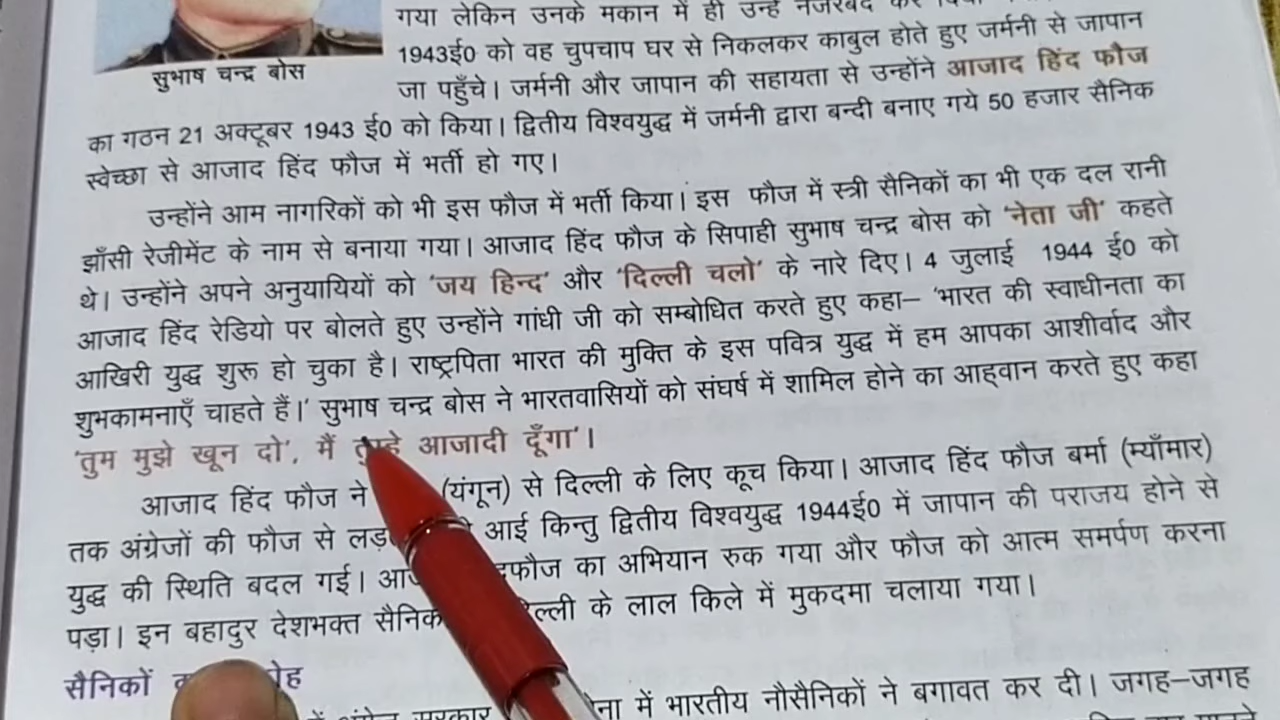 गया लेकिन उनके मकान में ही उन्हें नजरबंद कर
1943ई0 को वह चुपचाप घर से निकलकर काबुल होते हुए जर्मनी से जापान
सुभाष चन्द्र बोस
जा पहुँचे। जर्मनी और जापान की सहायता से उन्होंने आजाद हिंद फौज
का गठन 21 अक्टूबर 1943 ई0 को किया। द्वितीय विश्वयुद्ध में जर्मनी द्वारा बन्दी बनाए गये 50 हजार सैनिक
स्वेच्छा से आजाद हिंद फौज में भर्ती हो गए।
उन्होंने आम नागरिकों को भी इस फौज में भर्ती किया। इस फौज में स्त्री सैनिकों का भी एक दल रानी
झाँसी रेजीमेंट के नाम से बनाया गया। आजाद हिंद फौज के सिपाही सुभाष चन्द्र बोस को 'नेता जी' कहते
थे। उन्होंने अपने अनुयायियों को 'जय हिन्द' और 'दिल्ली चलो' के नारे दिए। 4 जुलाई 1944 ई0 को
आजाद हिंद रेडियो पर बोलते हुए उन्होंने गांधी जी को सम्बोधित करते हुए कहा– 'भारत की स्वाधीनता का
आखिरी युद्ध शुरू हो चुका है। राष्ट्रपिता भारत की मुक्ति के इस पवित्र युद्ध में हम आपका आशीर्वाद और
शुभकामनाएँ चाहते हैं।' सुभाष चन्द्र बोस ने भारतवासियों को संघर्ष में शामिल होने का आह्वान करते हुए कहा
'तुम मुझे खून दो', मैं तुम्हे आजादी दूँगा'।
आजाद हिंद फौज ने (यंगून) से दिल्ली के लिए कूच किया। आजाद हिंद फौज बर्मा (म्याँमार)
तक अंग्रेजों की फौज से आई किन्तु द्वितीय विश्वयुद्ध 1944ई0 में जापान की पराजय होने से
युद्ध की स्थिति बदल गई। का अभियान रुक गया और फौज को आत्म समर्पण करना
पड़ा। इन बहादुर देशभक्त के लाल किले में मुकदमा चलाया गया।
सैनिकों
में भारतीय नौसैनिकों ने बगावत कर दी। जगह–जगह